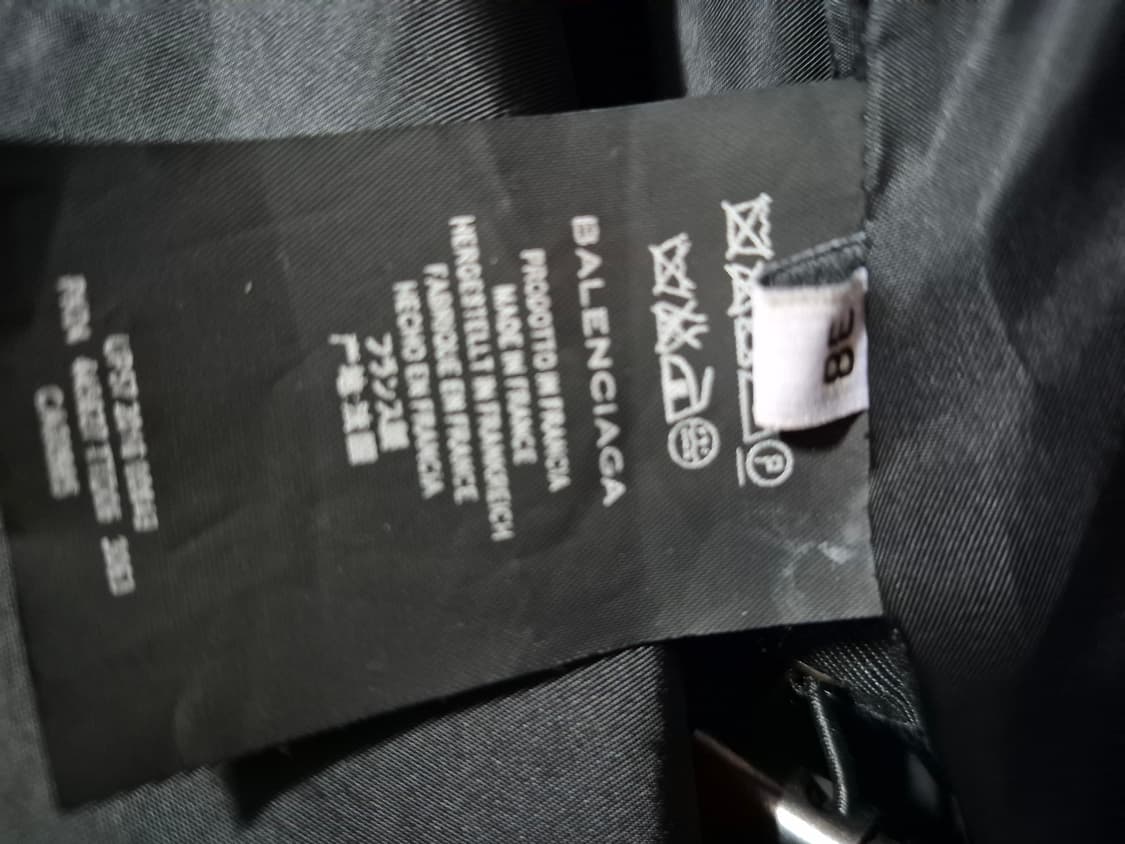 38
P
BALENCIAGA
PRODOTTO IN FRANCIA
MADE IN FRANCE
HERGESTELLT IN FRANKREICH
FABRIQUE EN FRANCE
HECHO EN FRANCIA
フランス製
产地:法国